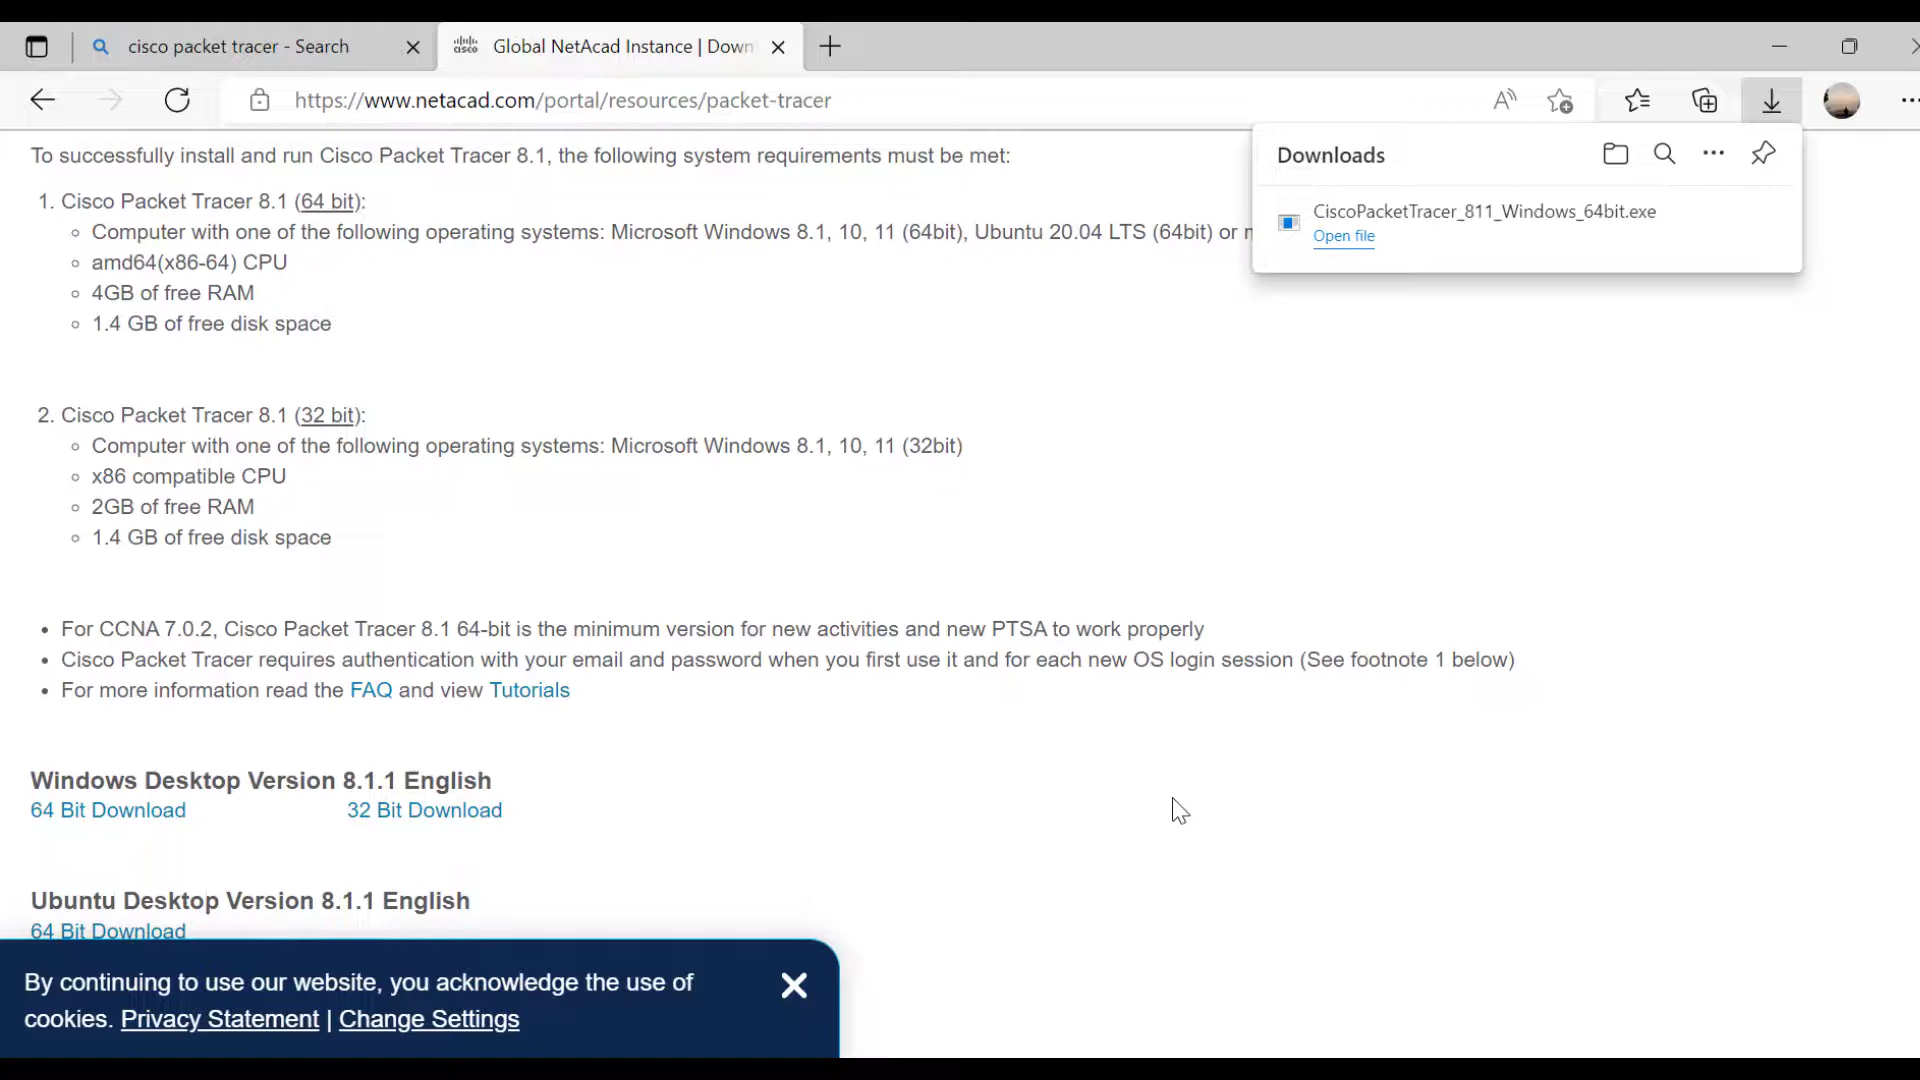 cisco packet tracer - Search
cisco
Global NetAcad Instance | Down
https://www.netacad.com/portal/resources/packet-tracer
To successfully install and run Cisco Packet Tracer 8.1, the following system requirements must be met:
Downloads
CiscoPacketTracer_811_Windows_64bit.exe
Open file
1. Cisco Packet Tracer 8.1 (64 bit):
Computer with one of the following operating systems: Microsoft Windows 8.1, 10, 11 (64bit), Ubuntu 20.04 LTS (64bit) or
amd64(x86-64) CPU
4GB of free RAM
1.4 GB of free disk space
2. Cisco Packet Tracer 8.1 (32 bit):
Computer with one of the following operating systems: Microsoft Windows 8.1, 10, 11 (32bit)
x86 compatible CPU
2GB of free RAM
1.4 GB of free disk space
For CCNA 7.0.2, Cisco Packet Tracer 8.1 64-bit is the minimum version for new activities and new PTSA to work properly
Cisco Packet Tracer requires authentication with your email and password when you first use it and for each new OS login session (See footnote 1 below)
For more information read the FAQ and view Tutorials
Windows Desktop Version 8.1.1 English
64 Bit Download 32 Bit Download
Ubuntu Desktop Version 8.1.1 English
64 Bit Download
By continuing to use our website, you acknowledge the use of
cookies. Privacy Statement | Change Settings